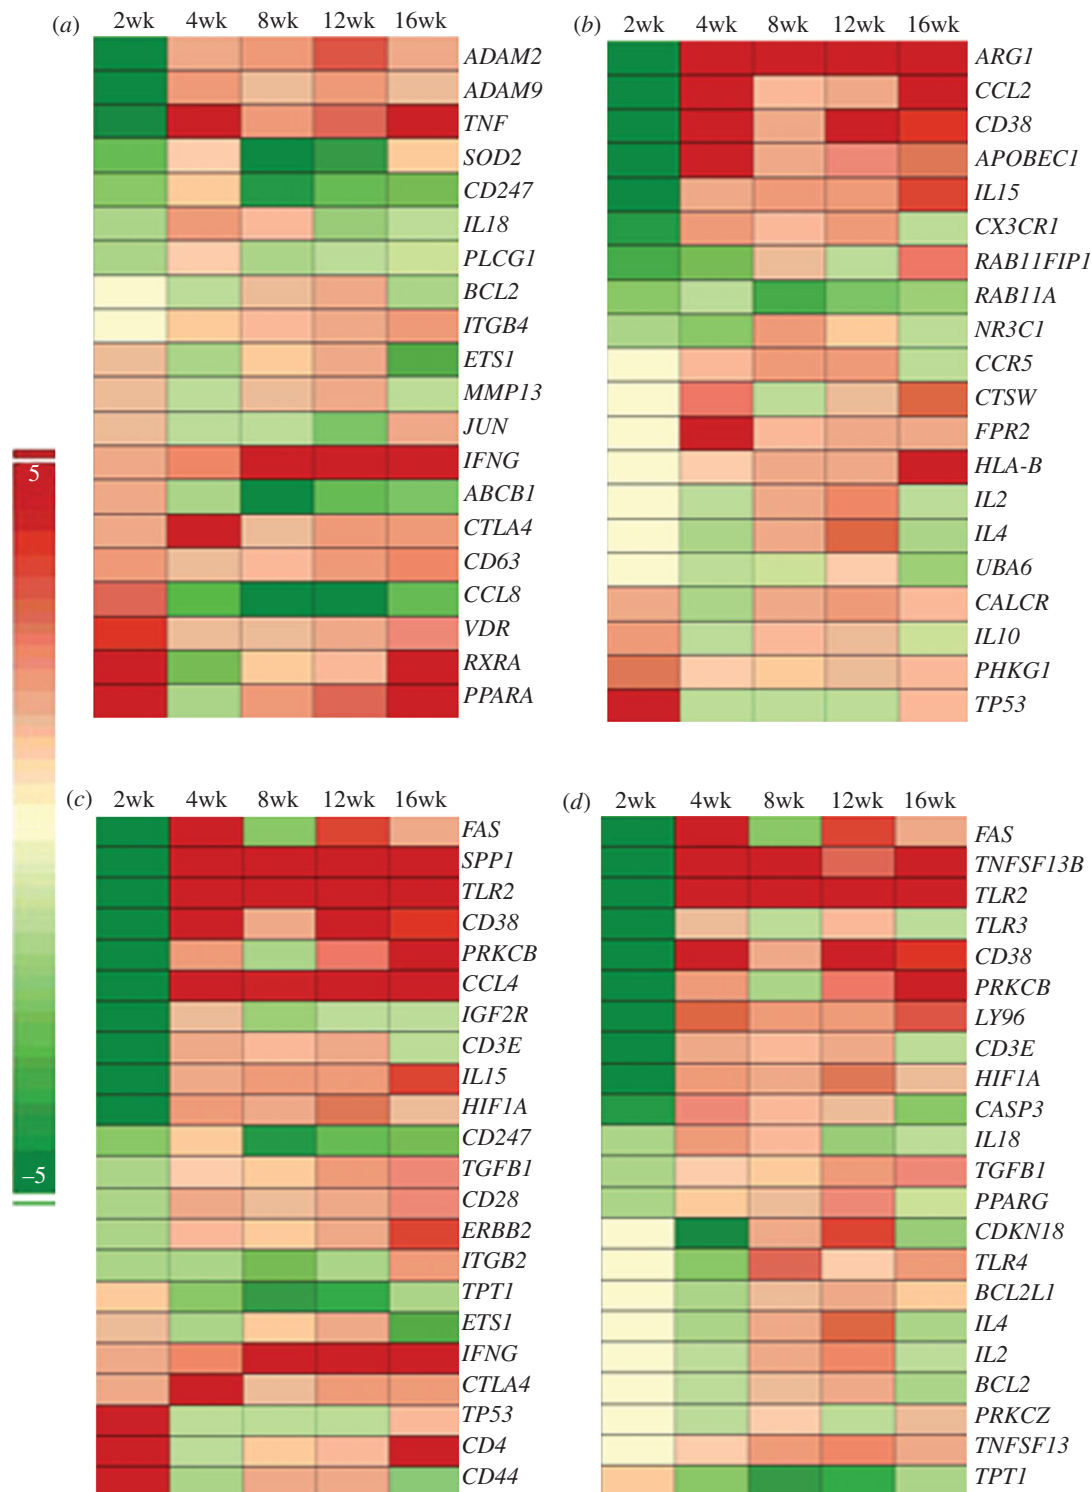 (a) 2wk 4wk 8wk 12wk 16wk
ADAM2
ADAM9
TNF
SOD2
CD247
IL18
PLCG1
BCL2
ITGB4
ETS1
MMP13
JUN
IFNG
ABCB1
CTLA4
CD63
CCL8
VDR
RXRA
PPARA
(b) 2wk 4wk 8wk 12wk 16wk
ARG1
CCL2
CD38
APOBEC1
IL15
CX3CR1
RAB11FIP1
RAB11A
NR3C1
CCR5
CTSW
FPR2
HLA-B
IL2
IL4
UBA6
CALCR
IL10
PHKG1
TP53
5
–5
(c) 2wk 4wk 8wk 12wk 16wk
FAS
SPP1
TLR2
CD38
PRKCB
CCL4
IGF2R
CD3E
IL15
HIF1A
CD247
TGFB1
CD28
ERBB2
ITGB2
TPT1
ETS1
IFNG
CTLA4
TP53
CD4
CD44
(d) 2wk 4wk 8wk 12wk 16wk
FAS
TNFSF13B
TLR2
TLR3
CD38
PRKCB
LY96
CD3E
HIF1A
CASP3
IL18
TGFB1
PPARG
CDKN18
TLR4
BCL2L1
IL4
IL2
BCL2
PRKCZ
TNFSF13
TPT1